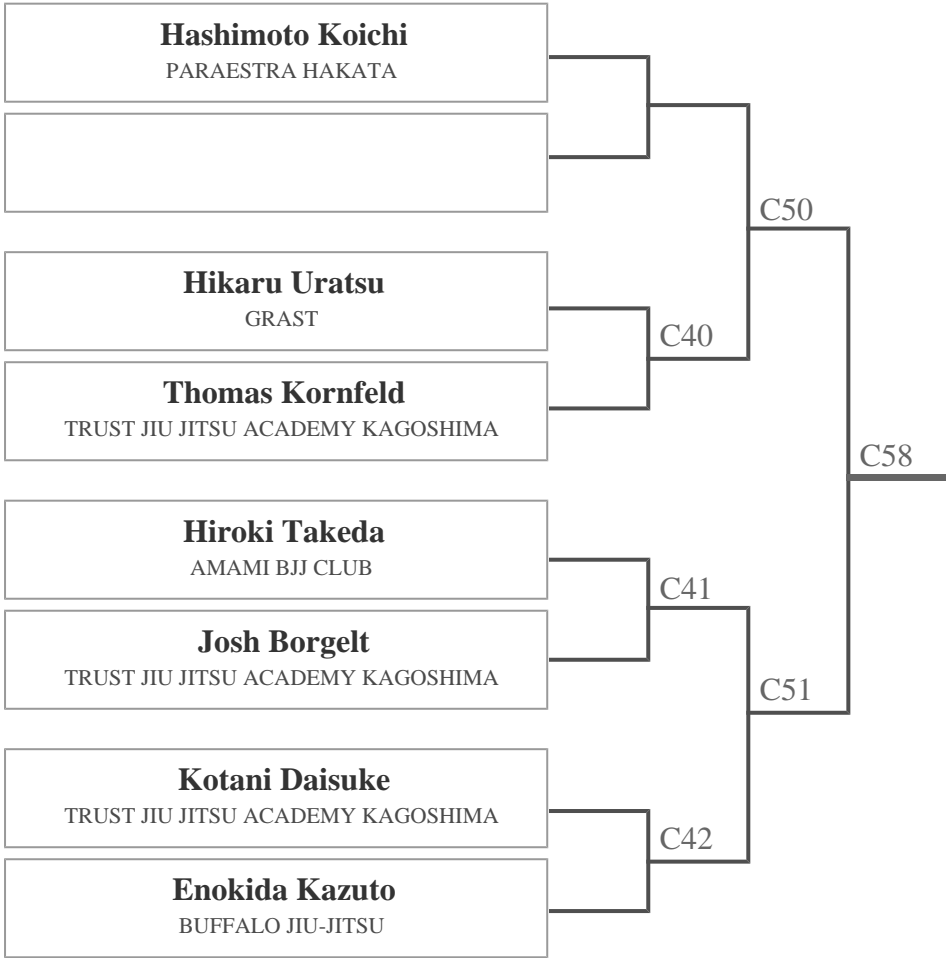 Hashimoto Koichi
PARAESTRA HAKATA
C50
Hikaru Uratsu
GRAST
C40
Thomas Kornfeld
TRUST JIU JITSU ACADEMY KAGOSHIMA
C58
Hiroki Takeda
AMAMI BJJ CLUB
C41
Josh Borgelt
TRUST JIU JITSU ACADEMY KAGOSHIMA
C51
Kotani Daisuke
TRUST JIU JITSU ACADEMY KAGOSHIMA
C42
Enokida Kazuto
BUFFALO JIU-JITSU